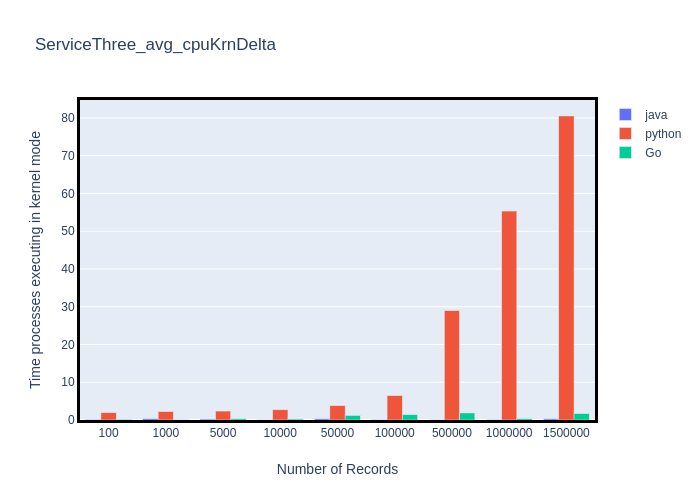 ServiceThree_avg_cpuKrnDelta
java
python
Go
Time processes executing in kernel mode
80
70
60
50
40
30
20
10
0
100 1000 5000 10000 50000 100000 500000 1000000 1500000
Number of Records